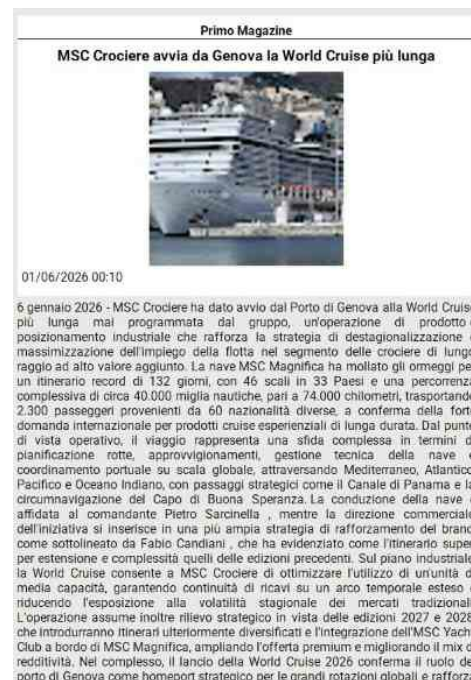 Primo Magazine
MSC Crociere avvia da Genova la World Cruise più lunga
01/06/2026 00:10
6 gennaio 2026 - MSC Crociere ha dato avvio dal Porto di Genova alla World Cruise
più lunga mai programmata dal gruppo, un'operazione di prodotto
posizionamento industriale che rafforza la strategia di destagionalizzazione
massimizzazione dell'impiego della flotta nel segmento delle crociere di lungo
raggio ad alto valore aggiunto. La nave MSC Magnifica ha mollato gli ormeggi per
un itinerario record di 132 giorni, con 46 scali in 33 Paesi e una percorrenza
complessiva di circa 40.000 miglia nautiche, pari a 74.000 chilometri, trasportando
2.300 passeggeri provenienti da 60 nazionalità diverse, a conferma della forte
domanda internazionale per prodotti cruise esperienziali di lunga durata. Dal punto
di vista operativo, il viaggio rappresenta una sfida complessa in termini di
pianificazione rotte, approvvigionamenti, gestione tecnica della nave e
coordinamento portuale su scala globale, attraversando Mediterraneo, Atlantico,
Pacifico e Oceano Indiano, con passaggi strategici come il Canale di Panama e la
circumnavigazione del Capo di Buona Speranza. La conduzione della nave è
affidata al comandante Pietro Sarcinella , mentre la direzione commerciale
dell'iniziativa si inserisce in una più ampia strategia di rafforzamento del brand,
come sottolineato da Fabio Candiani , che ha evidenziato come l'itinerario superi
per estensione e complessità quelli delle edizioni precedenti. Sul piano industriale,
la World Cruise consente a MSC Crociere di ottimizzare l'utilizzo di un'unità di
media capacità, garantendo continuità di ricavi su un arco temporale esteso e
riducendo l'esposizione alla volatilità stagionale dei mercati tradizionali.
L'operazione assume inoltre rilievo strategico in vista delle edizioni 2027 e 2028,
che introdurranno itinerari ulteriormente diversificati e l'integrazione dell'MSC Yacht
Club a bordo di MSC Magnifica, ampliando l'offerta premium e migliorando il mix di
redditività. Nel complesso, il lancio della World Cruise 2026 conferma il ruolo del
porto di Genova come homeport strategico per le grandi rotazioni globali e rafforza